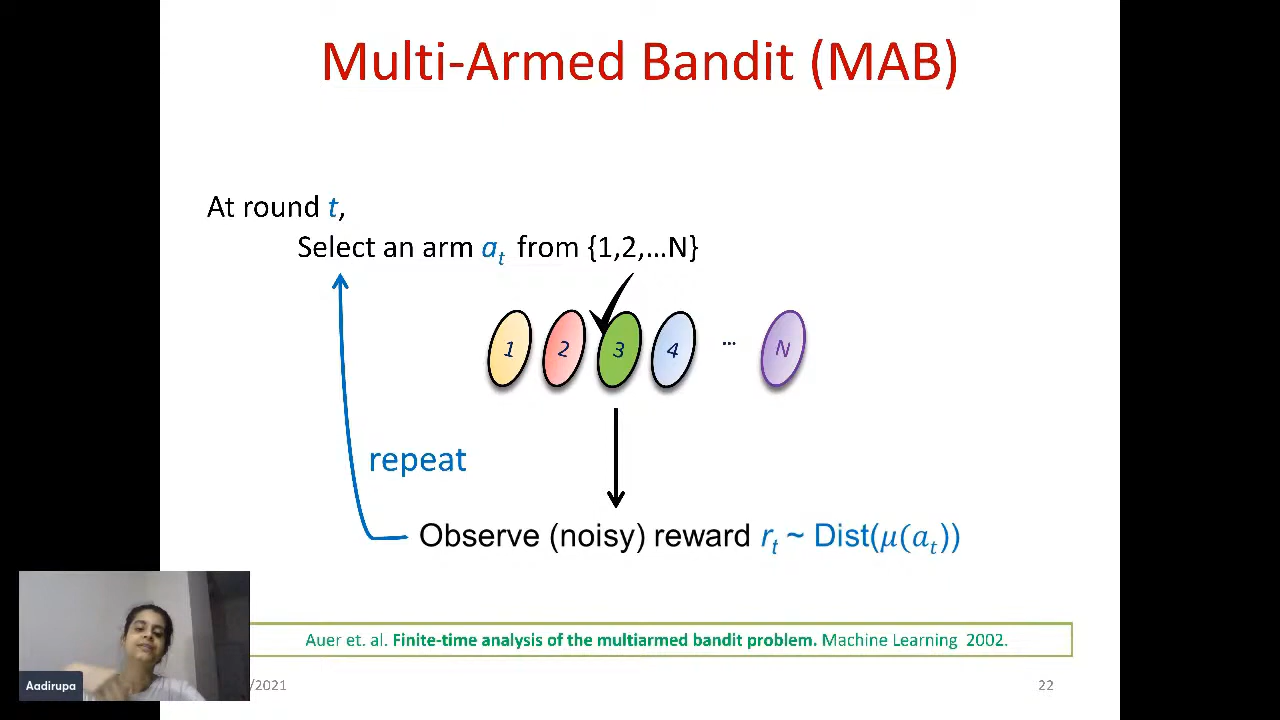 Multi-Armed Bandit (MAB)
At round t,
Select an arm aₜ from {1,2,...N}
1 2 3 4 ... N
repeat
Observe (noisy) reward rₜ ~ Dist(μ(aₜ))
Auer et. al. Finite-time analysis of the multiarmed bandit problem. Machine Learning 2002.
Aadirupa /2021 22